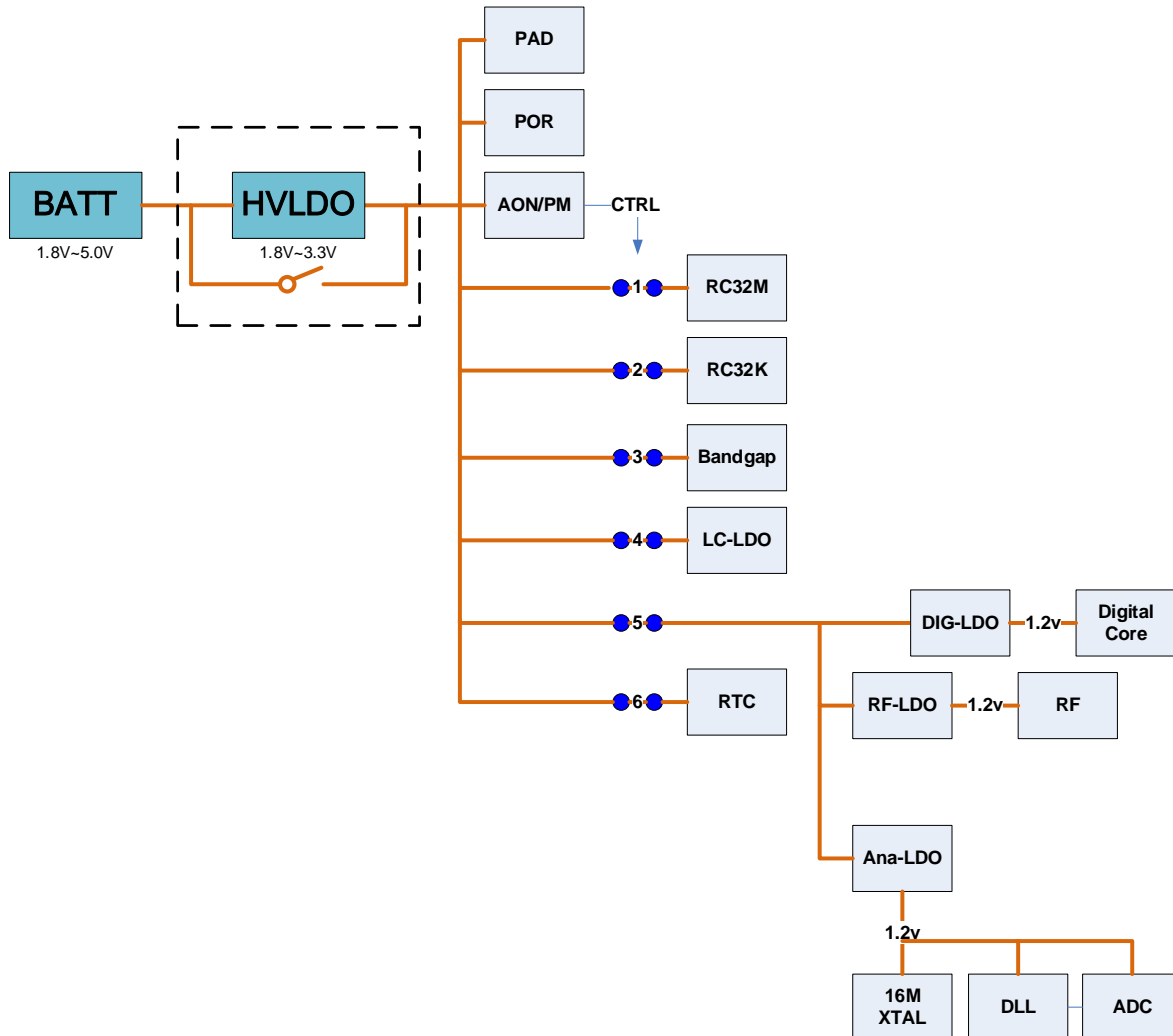 PAD
POR
BATT
HVLDO
AON/PM
CTRL
1.8V~5.0V
1.8V~3.3V
1
RC32M
2
RC32K
3
Bandgap
4
LC-LDO
5
DIG-LDO
1.2v
Digital
Core
6
RTC
RF-LDO
1.2v
RF
Ana-LDO
1.2v
16M
XTAL
DLL
ADC